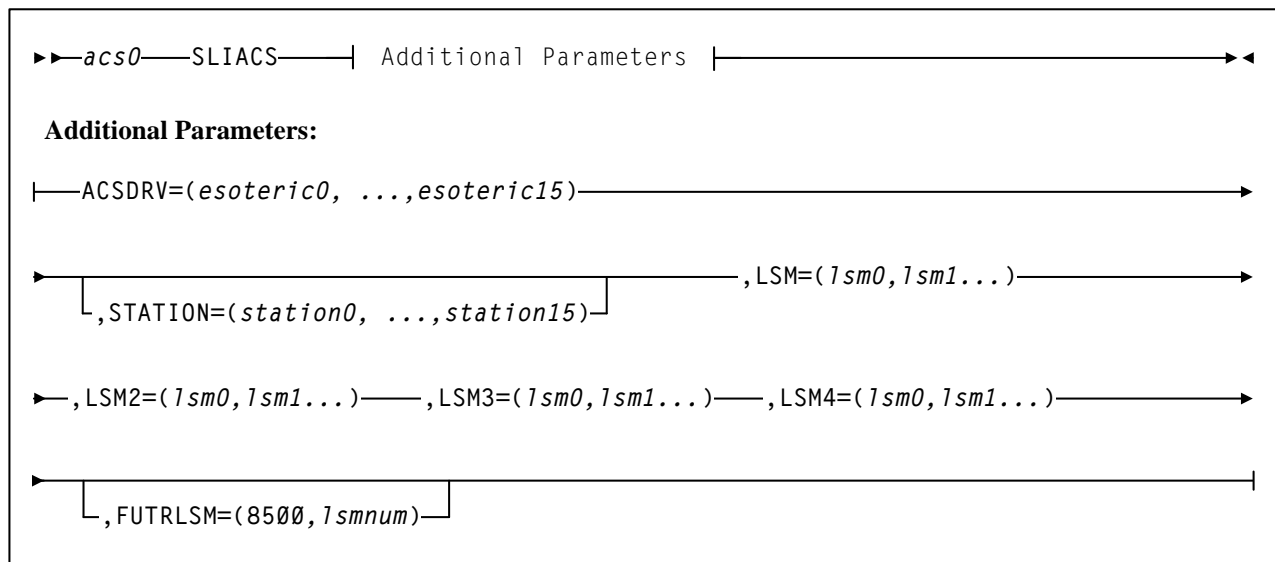 acs0 SLIACS Additional Parameters
Additional Parameters:
ACSDRV=(esoteric0, ...,esoteric15)
,LSM=(lsm0,lsm1...)
,STATION=(station0, ...,station15)
,LSM2=(lsm0,lsm1...) ,LSM3=(lsm0,lsm1...) ,LSM4=(lsm0,lsm1...)
,FUTRLSM=(8500,lsmnum)